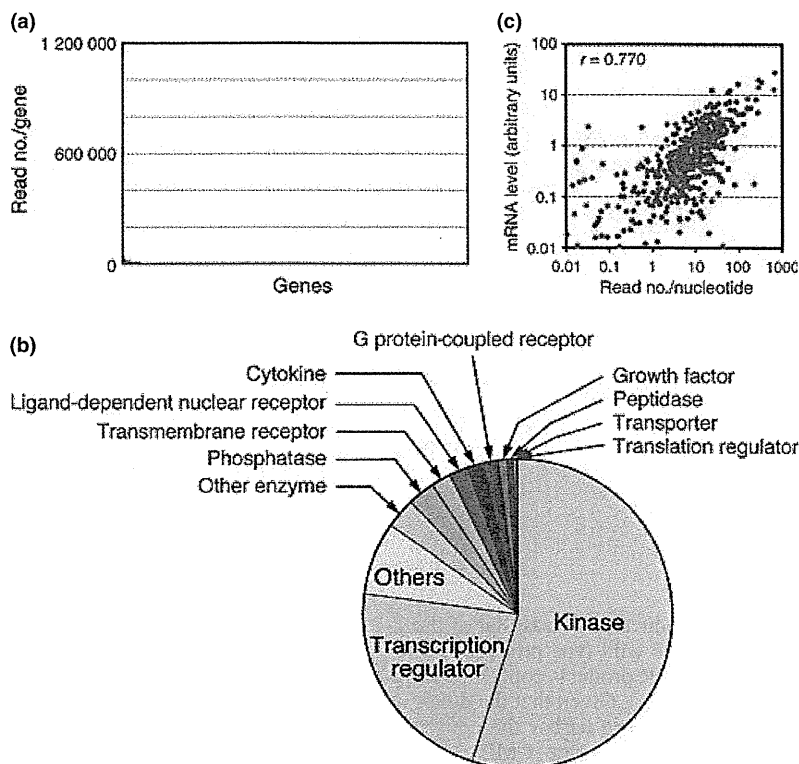 (a)
1 200 000
600 000
0
Read no./gene
Genes
(c)
r = 0.770
100
10
1
0.1
0.01
mRNA level (arbitrary units)
0.01 0.1 1 10 100 1000
Read no./nucleotide
(b)
G protein-coupled receptor
Cytokine
Ligand-dependent nuclear receptor
Transmembrane receptor
Phosphatase
Other enzyme
Growth factor
Peptidase
Transporter
Translation regulator
Others
Transcription
regulator
Kinase